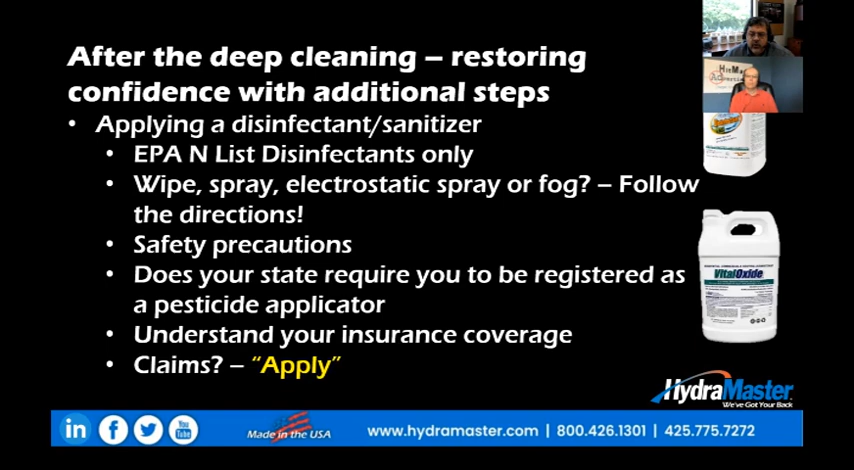 After the deep cleaning – restoring
confidence with additional steps
• Applying a disinfectant/sanitizer
• EPA N List Disinfectants only
• Wipe, spray, electrostatic spray or fog? – Follow
the directions!
• Safety precautions
• Does your state require you to be registered as
a pesticide applicator
• Understand your insurance coverage
• Claims? – “Apply”
VitalOxide
HydraMaster
We've Got Your Back
in
You
Tube
Made in the USA
www.hydramaster.com | 800.426.1301 | 425.775.7272